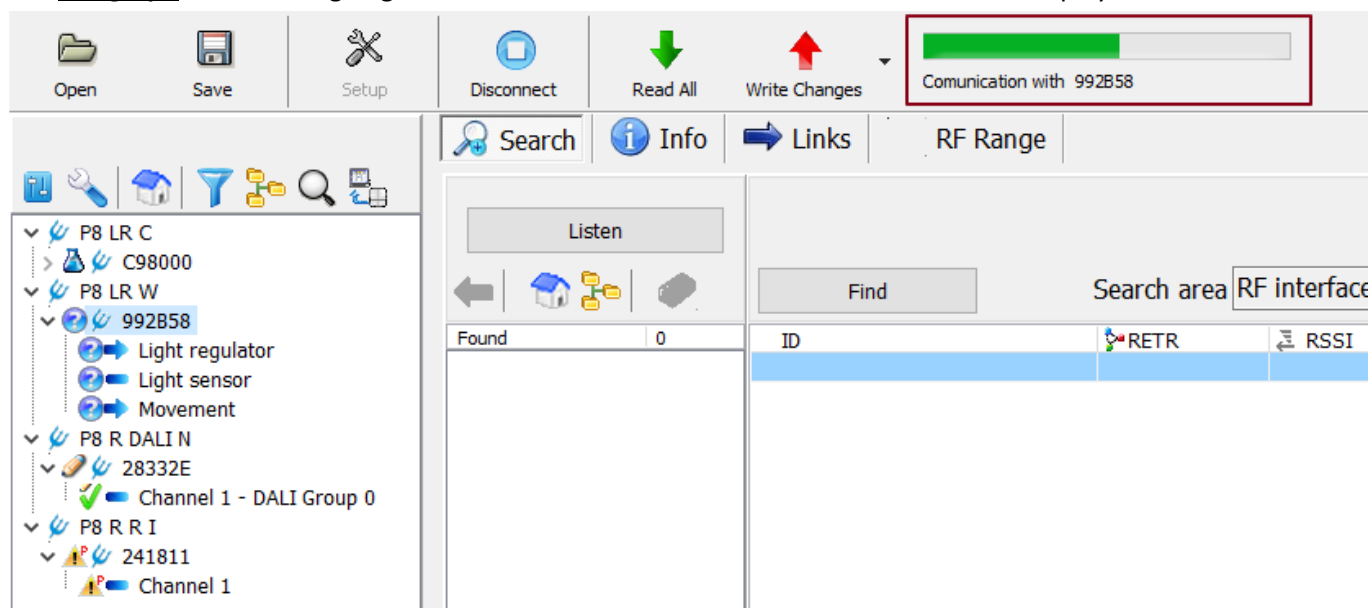 Open Save Setup Disconnect Read All Write Changes Comunication with 992B58
Search Info Links RF Range
P8 LR C
C98000
P8 LR W
992B58
Light regulator
Light sensor
Movement
P8 R DALI N
28332E
Channel 1 - DALI Group 0
P8 R R I
241811
Channel 1
Listen
Find Search area RF interface
Found 0
ID RETR RSSI